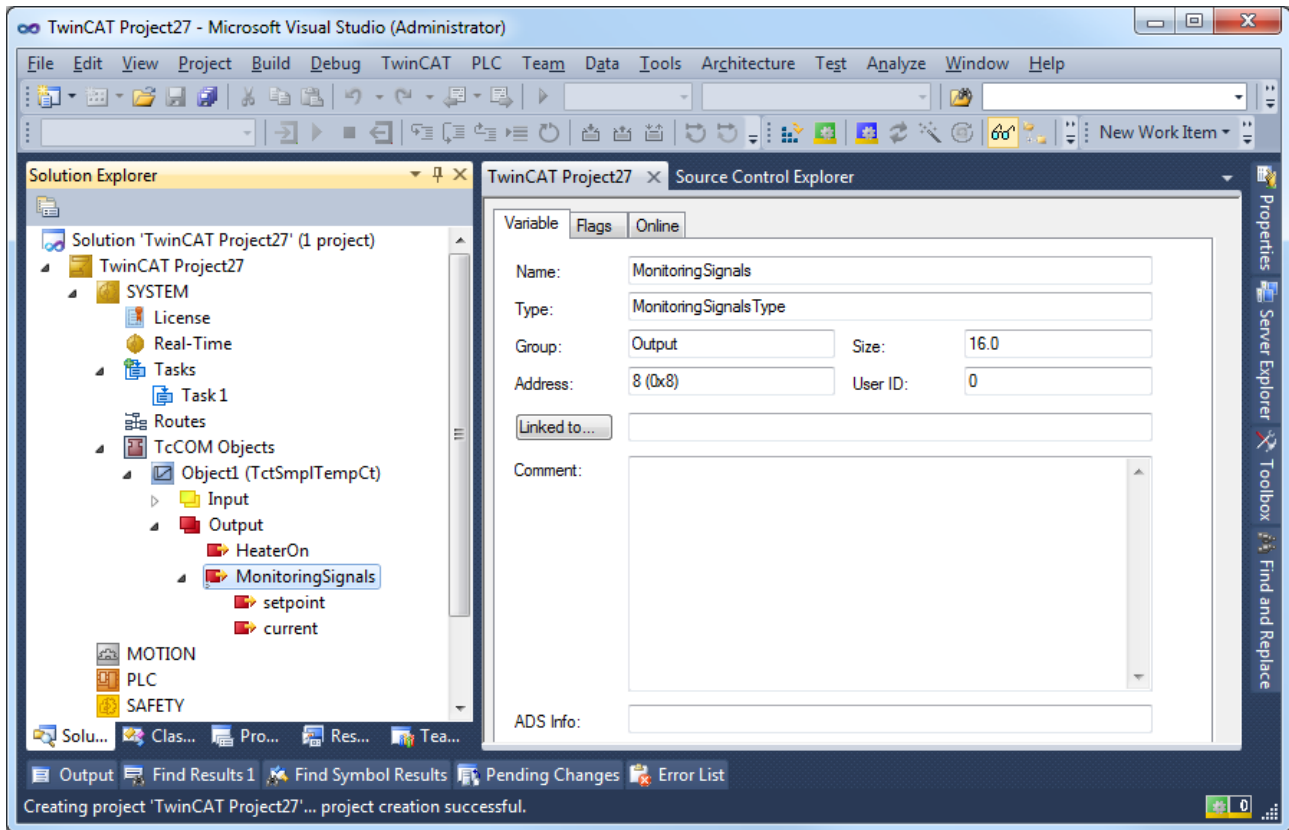 TwinCAT Project27 - Microsoft Visual Studio (Administrator)
File Edit View Project Build Debug TwinCAT PLC Team Data Tools Architecture Test Analyze Window Help
New Work Item
Solution Explorer
Solution 'TwinCAT Project27' (1 project)
TwinCAT Project27
SYSTEM
License
Real-Time
Tasks
Task 1
Routes
TcCOM Objects
Object1 (TctSmplTempCt)
Input
Output
HeaterOn
MonitoringSignals
setpoint
current
MOTION
PLC
SAFETY
Solu... Clas... Pro... Res... Tea...
TwinCAT Project27 Source Control Explorer
Variable Flags Online
Name: MonitoringSignals
Type: MonitoringSignalsType
Group: Output Size: 16.0
Address: 8 (0x8) User ID: 0
Linked to...
Comment:
ADS Info:
Properties
Server Explorer
Toolbox
Find and Replace
Output Find Results 1 Find Symbol Results Pending Changes Error List
Creating project 'TwinCAT Project27'... project creation successful.
0